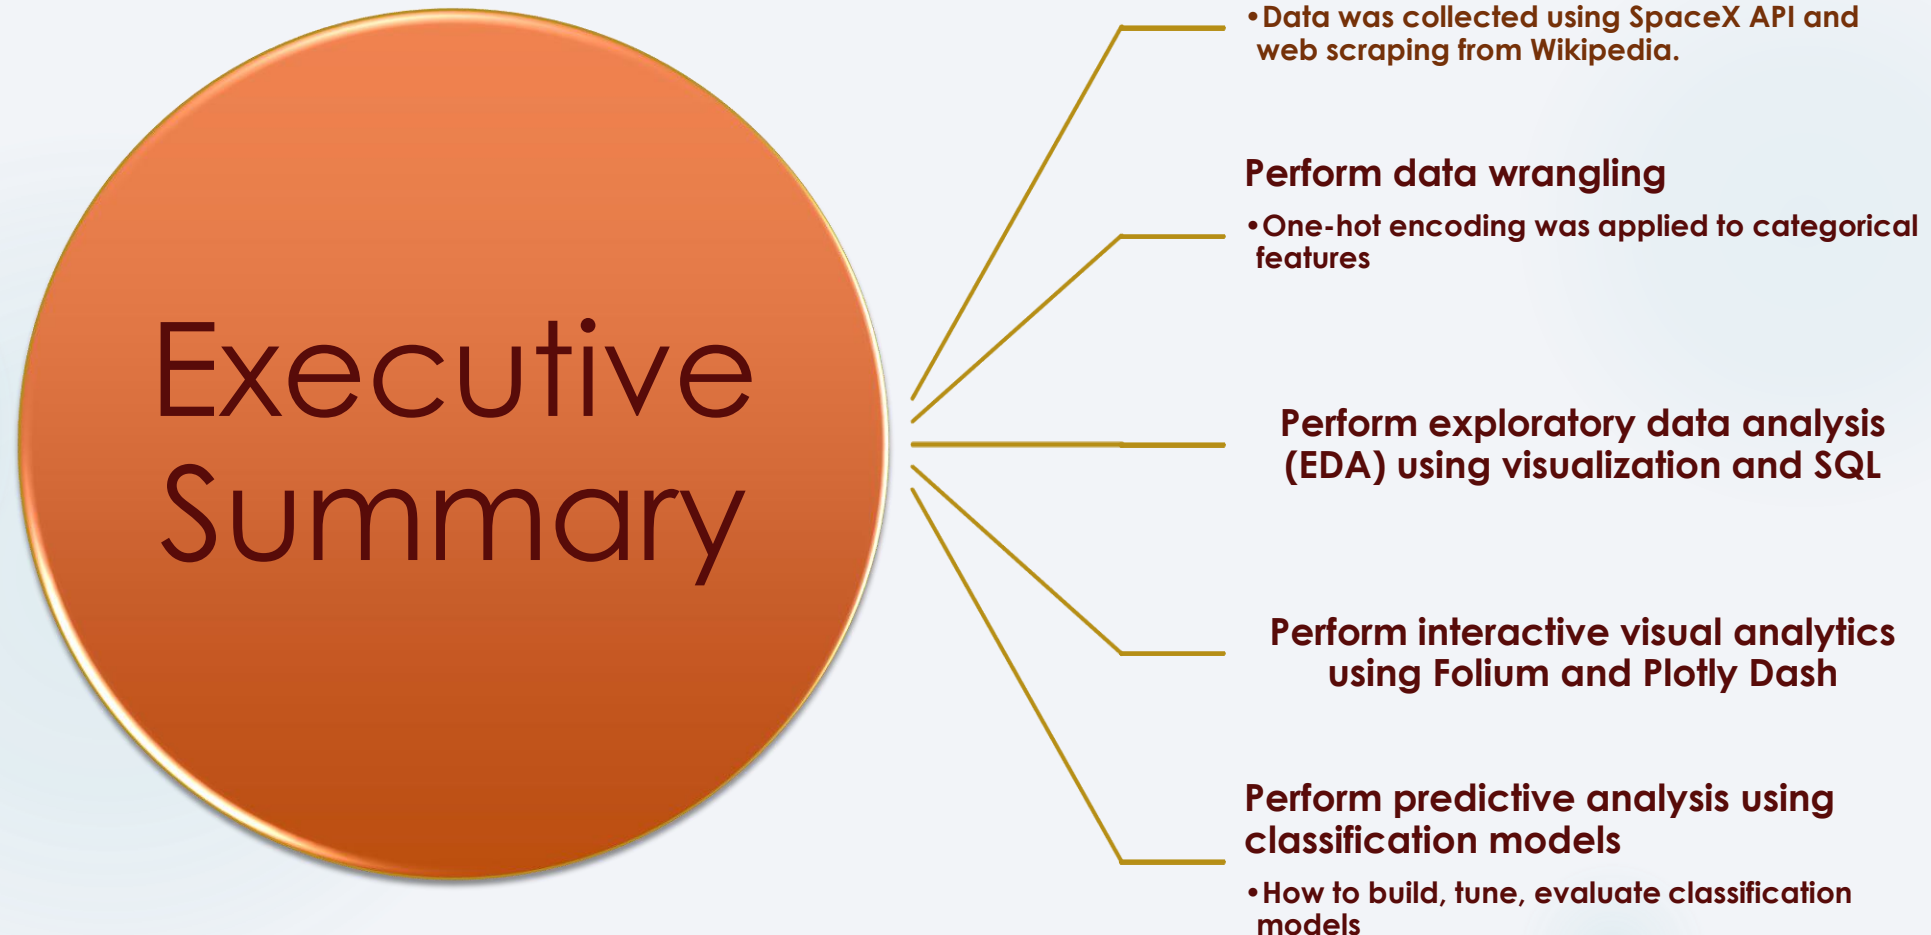 Executive
Summary
•Data was collected using SpaceX API and
web scraping from Wikipedia.
Perform data wrangling
•One-hot encoding was applied to categorical
features
Perform exploratory data analysis
(EDA) using visualization and SQL
Perform interactive visual analytics
using Folium and Plotly Dash
Perform predictive analysis using
classification models
•How to build, tune, evaluate classification
models